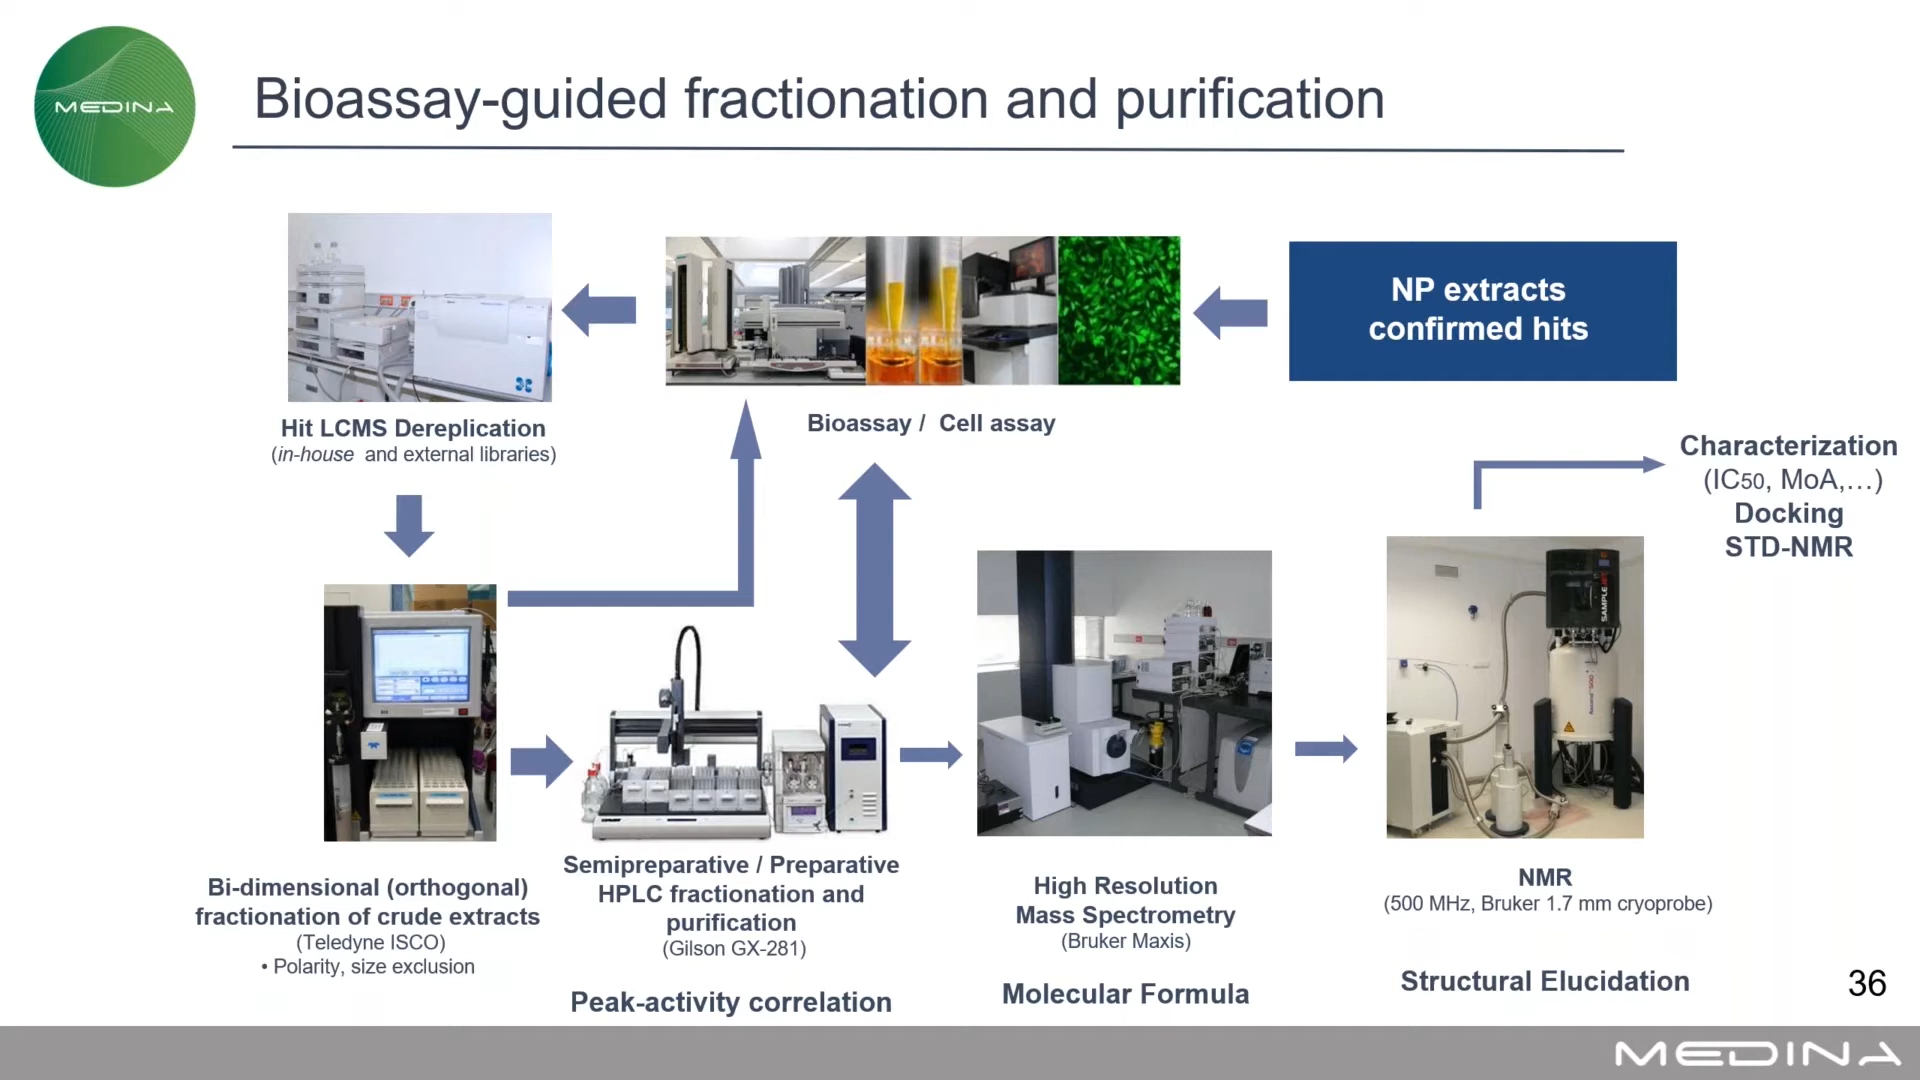 MEDINA
Bioassay-guided fractionation and purification
NP extracts
confirmed hits
Bioassay / Cell assay
Hit LCMS Dereplication
(in-house and external libraries)
Characterization
(IC50, MoA,...)
Docking
STD-NMR
SAMPLEJET
Bi-dimensional (orthogonal)
fractionation of crude extracts
(Teledyne ISCO)
• Polarity, size exclusion
Semipreparative / Preparative
HPLC fractionation and
purification
(Gilson GX-281)
Peak-activity correlation
High Resolution
Mass Spectrometry
(Bruker Maxis)
Molecular Formula
NMR
(500 MHz, Bruker 1.7 mm cryoprobe)
Structural Elucidation
36
MEDINA